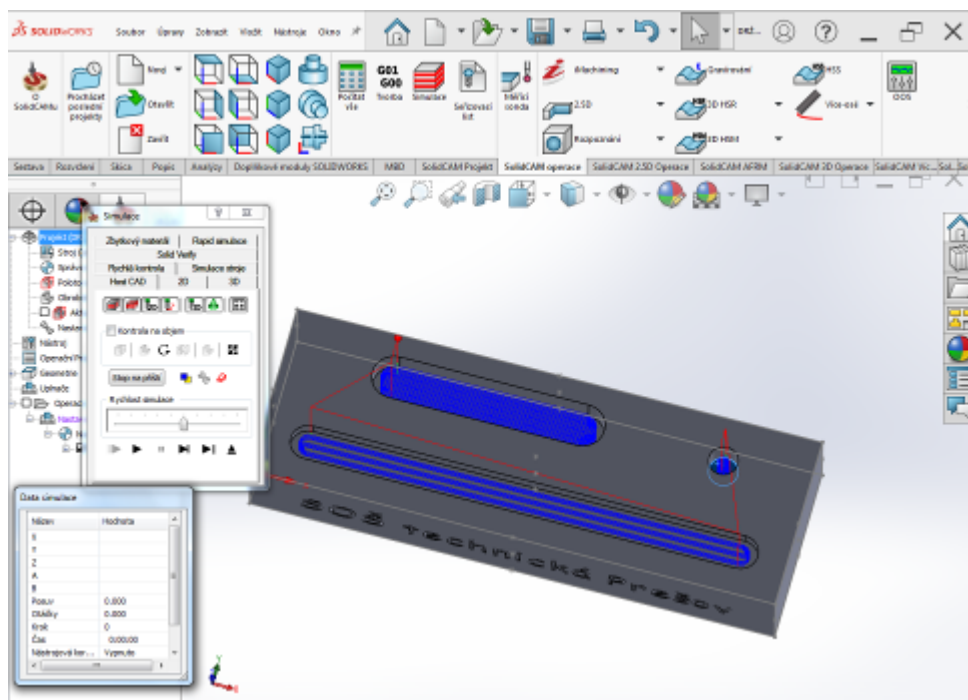 SOLIDWORKS Soubor Úpravy Zobrazit Vložit Nástroje Okno
SolidCAMu
Procházet poslední projekty
Nový
Otevřít
Zavřít
Počítat vše
G01 G00
Tvorba
Simulace
Seřizovací list
Měřicí sonda
iMachining
2.5D
Rozpoznání
Gravírování
3D HSR
3D HSM
HSS
Více-osé
Sestava Rozvržení Skica Popis Analýzy Doplňkové moduly SOLIDWORKS MBD SolidCAM Projekt SolidCAM operace SolidCAM 2.5D Operace SolidCAM AFRM SolidCAM 3D Operace
Simulace
Zbytkový materiál Rapid simulace
Solid Verify
Rychlá kontrola Simulace stroje
Host CAD 2D 3D
Kontrola na objem
Stop na příští
Rychlost simulace
Nástroj
Geometrie
Upínače
Data simulace
Název Hodnota
X
Y
Z
A
B
Posuv 0.000
Otáčky 0.000
Krok 0
Čas 0:00:00
Nástrojová kor... Vypnuto
SOŠ Technická Prešov